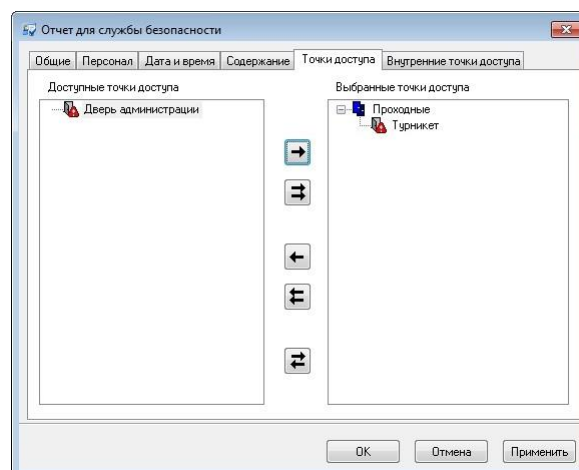 Отчет для службы безопасности
Общие Персонал Дата и время Содержание Точки доступа Внутренние точки доступа
Доступные точки доступа Выбранные точки доступа
Дверь администрации Проходные
Турникет
OK Отмена Применить